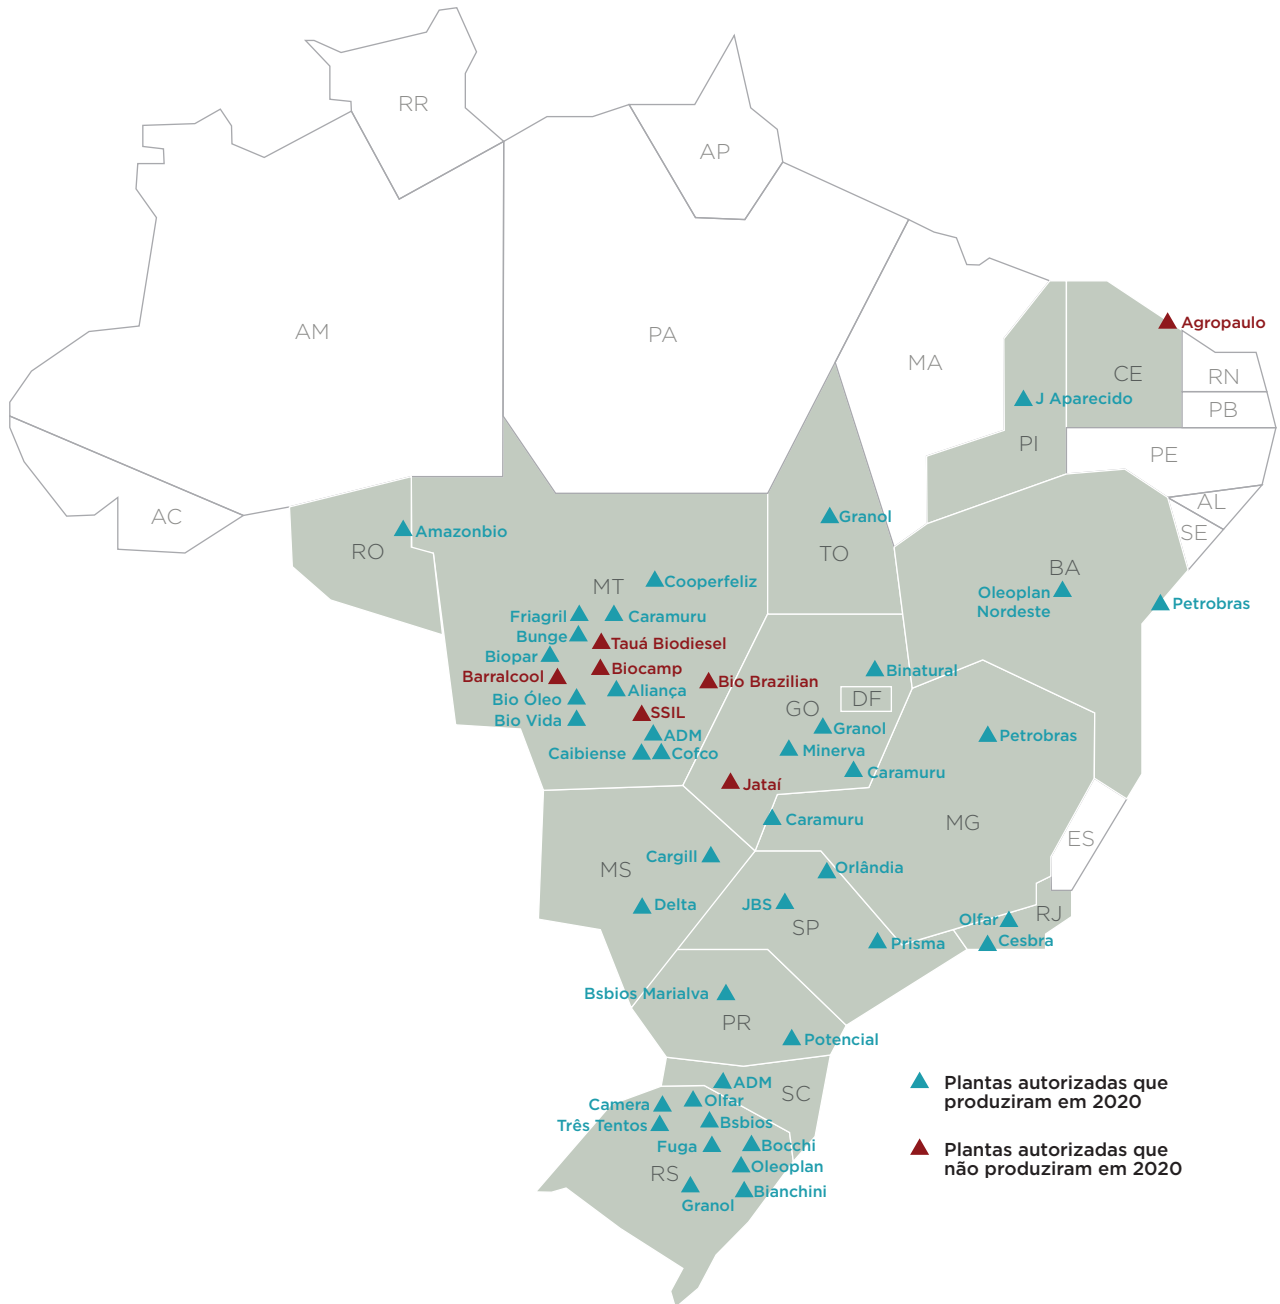 RR
AP
AM
PA
MA
Agropaulo
CE
RN
J Aparecido
PB
PI
PE
AC
AL
SE
Granol
TO
Amazonbio
RO
BA
Oleoplan
Nordeste
Petrobras
MT
Cooperfeliz
Friagril
Caramuru
Bunge
Tauá Biodiesel
Biopar
Biocamp
Barralcool
Aliança
Bio Brazilian
Bio Óleo
SSIL
Bio Vida
ADM
Caibiense
Cofco
Binatural
DF
GO
Granol
Minerva
Caramuru
Jataí
Petrobras
Caramuru
MG
ES
Cargill
MS
Delta
Orlândia
JBS
SP
Prisma
Olfar
RJ
Cesbra
Bsbios Marialva
PR
Potencial
ADM
SC
Camera
Olfar
Três Tentos
Bsbios
Fuga
Bocchi
RS
Oleoplan
Bianchini
Granol
Plantas autorizadas que
produziram em 2020
Plantas autorizadas que
não produziram em 2020